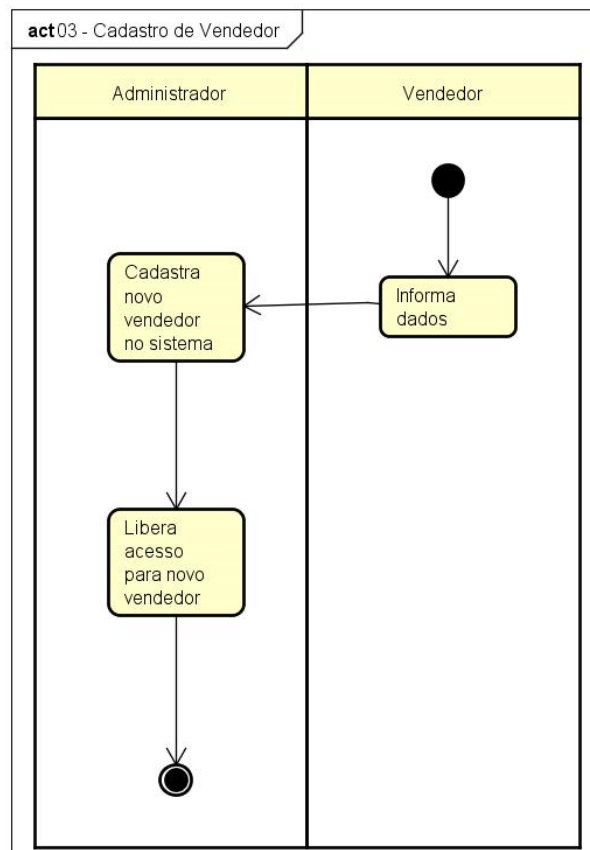 act 03 - Cadastro de Vendedor
Administrador
Vendedor
Cadastra
novo
vendedor
no sistema
Informa
dados
Libera
acesso
para novo
vendedor